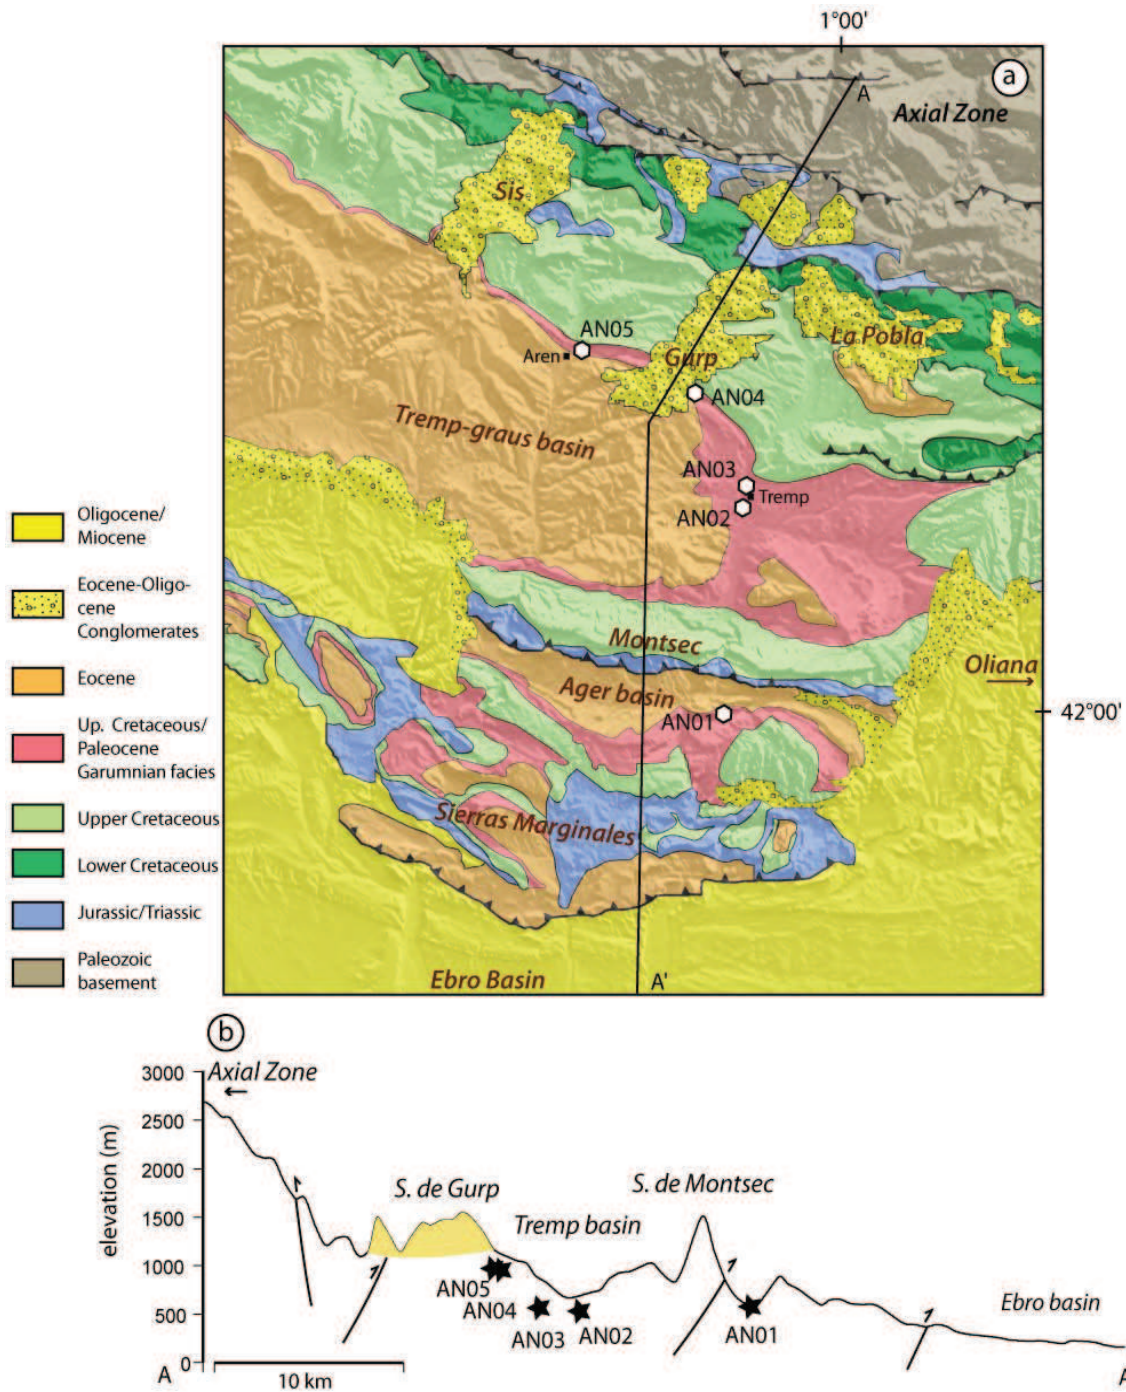 1°00'
a
A
Axial Zone
Sis
AN05
Aren
Gurp
La Pobla
AN04
Tremp-graus basin
AN03
Tremp
AN02
Montsec
Oliana
Ager basin
AN01
42°00'
Sierras Marginales
Ebro Basin
A'
Oligocene/
Miocene
Eocene-Oligo-
cene
Conglomerates
Eocene
Up. Cretaceous/
Paleocene
Garumnian facies
Upper Cretaceous
Lower Cretaceous
Jurassic/Triassic
Paleozoic
basement
b
Axial Zone
elevation (m)
3000
2500
2000
1500
1000
500
0
S. de Gurp
S. de Montsec
Tremp basin
AN05
AN04
AN03
AN02
AN01
Ebro basin
A
10 km
A